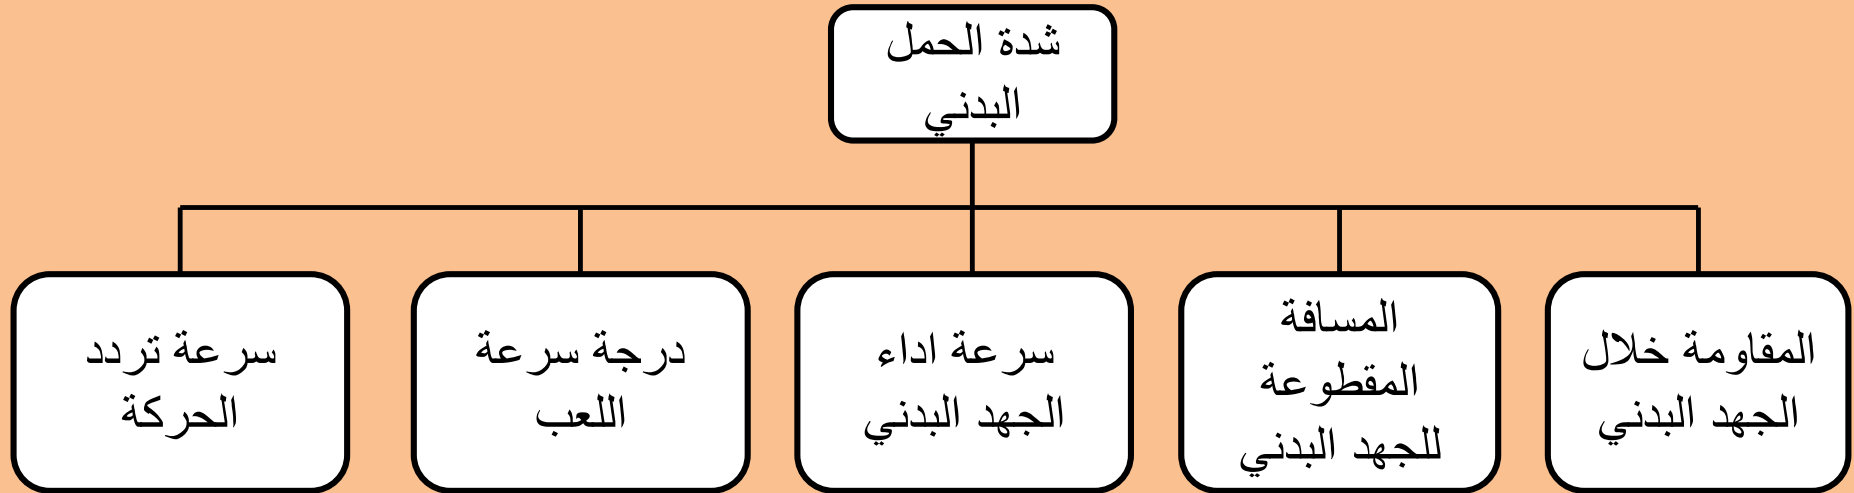 شدة الحمل
البدني
المقاومة خلال
الجهد البدني
المسافة
المقطوعة
للجهد البدني
سرعة اداء
الجهد البدني
درجة سرعة
اللعب
سرعة تردد
الحركة